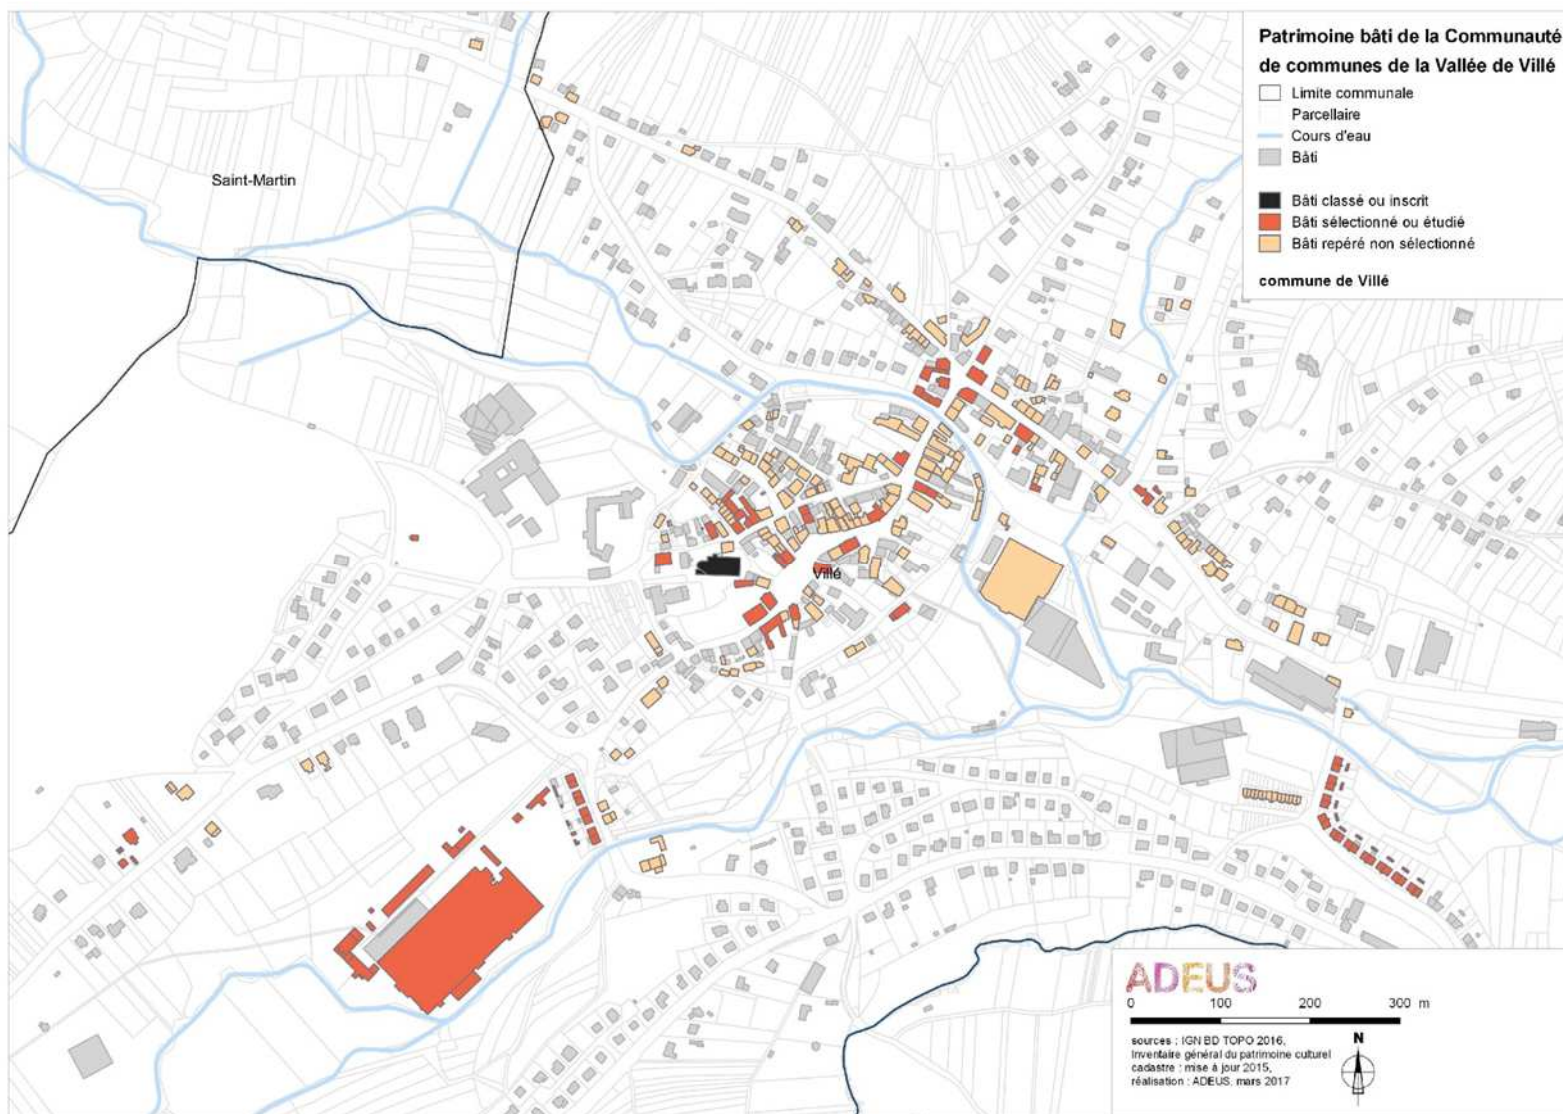 Patrimoine bâti de la Communauté
de communes de la Vallée de Villé
Limite communale
Parcellaire
Cours d'eau
Bâti
Bâti classé ou inscrit
Bâti sélectionné ou étudié
Bâti repéré non sélectionné
commune de Villé
Saint-Martin
Villé
ADEUS
0 100 200 300 m
sources : IGN BD TOPO 2016,
Inventaire général du patrimoine culturel
cadastre : mise à jour 2015,
réalisation : ADEUS, mars 2017
N